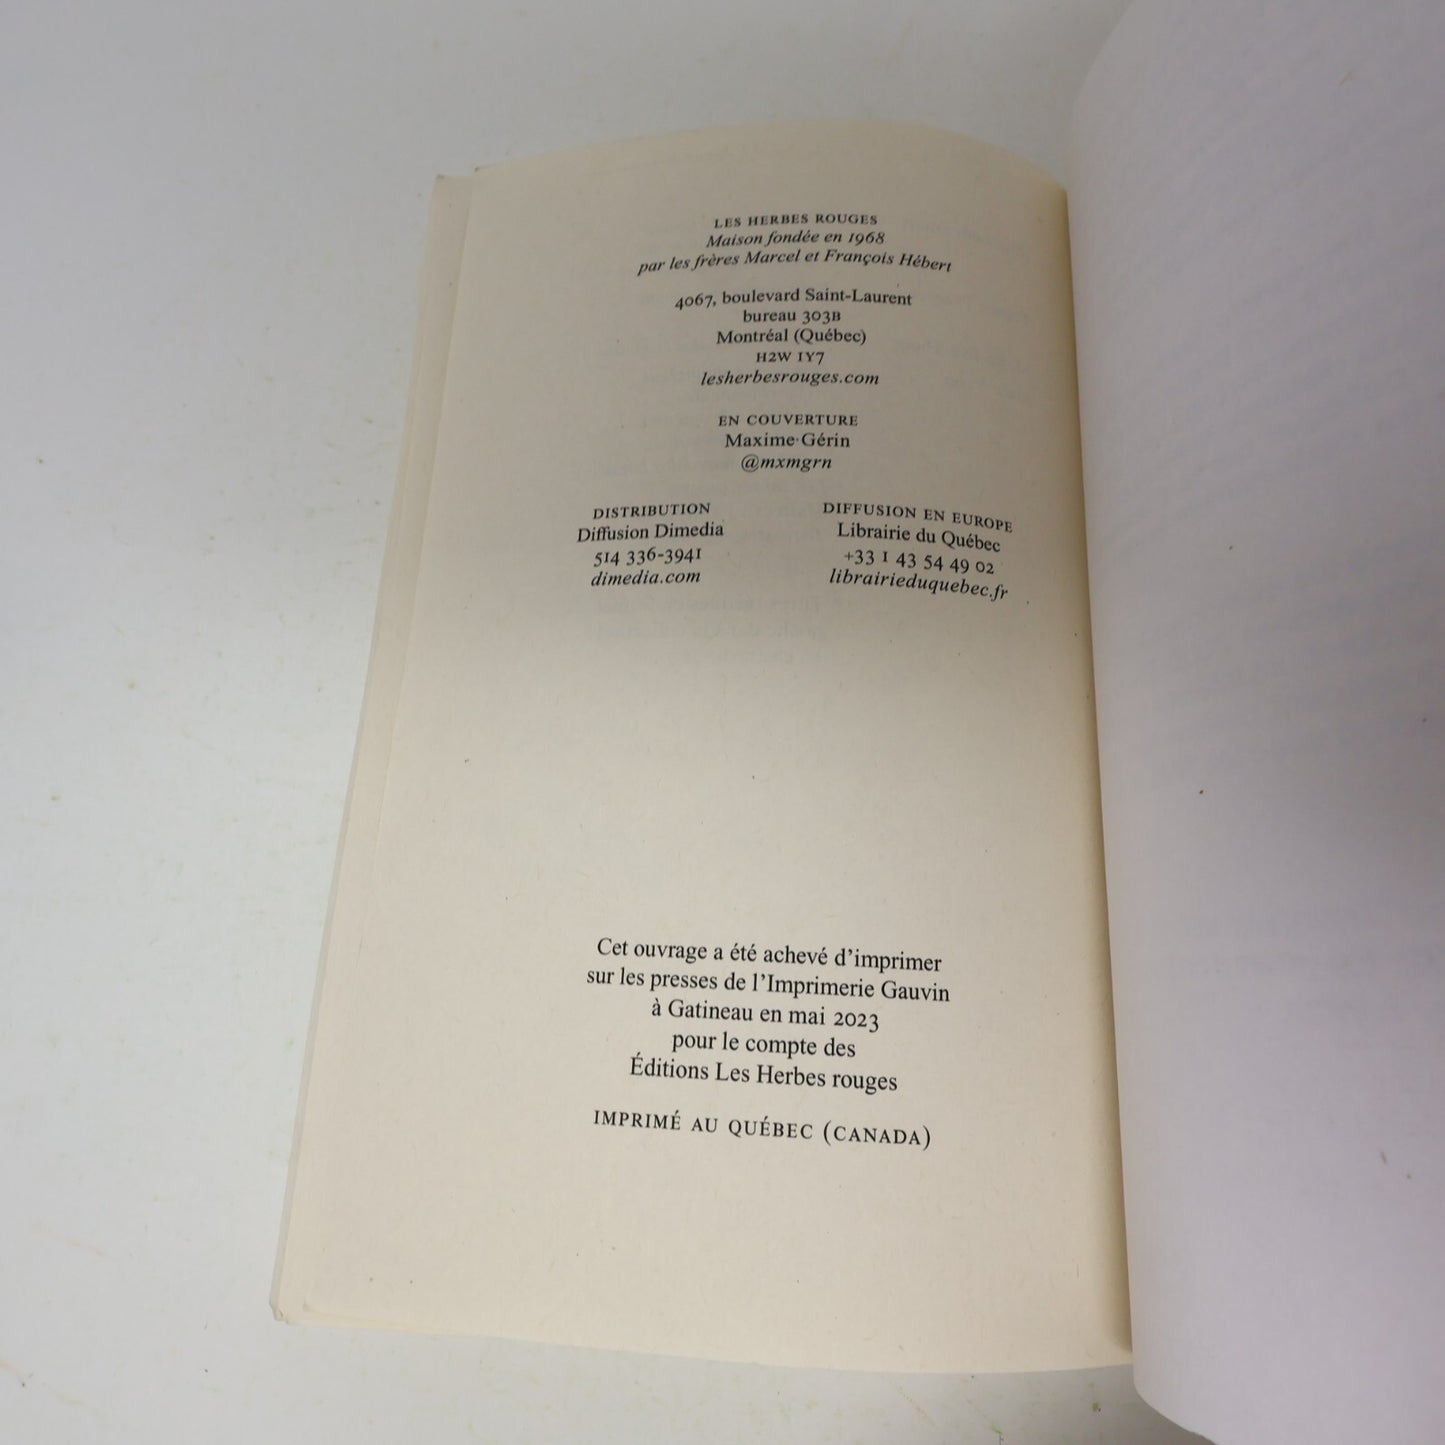 LES HERBES ROUGES
Maison fondée en 1968
par les frères Marcel et François Hébert
4067, boulevard Saint-Laurent
bureau 303B
Montréal (Québec)
H2W 1Y7
lesherbesrouges.com
EN COUVERTURE
Maxime Gérin
@mxmgrn
DISTRIBUTION
Diffusion Dimedia
514 336-3941
dimedia.com
DIFFUSION EN EUROPE
Librairie du Québec
+33 1 43 54 49 02
librairieduquebec.fr
Cet ouvrage a été achevé d'imprimer
sur les presses de l'Imprimerie Gauvin
à Gatineau en mai 2023
pour le compte des
Éditions Les Herbes rouges
IMPRIMÉ AU QUÉBEC (CANADA)